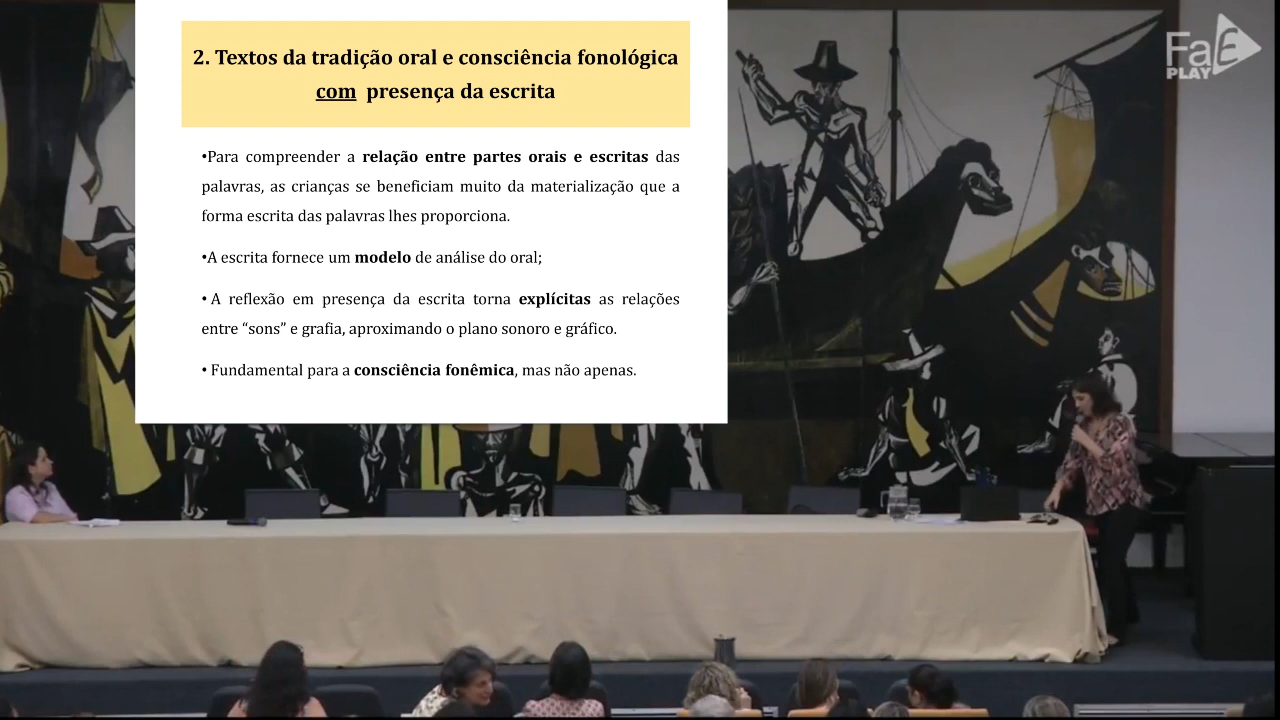 2. Textos da tradição oral e consciência fonológica
com presença da escrita
•Para compreender a relação entre partes orais e escritas das
palavras, as crianças se beneficiam muito da materialização que a
forma escrita das palavras lhes proporciona.
•A escrita fornece um modelo de análise do oral;
• A reflexão em presença da escrita torna explícitas as relações
entre “sons” e grafia, aproximando o plano sonoro e gráfico.
• Fundamental para a consciência fonêmica, mas não apenas.
FaE
PLAY